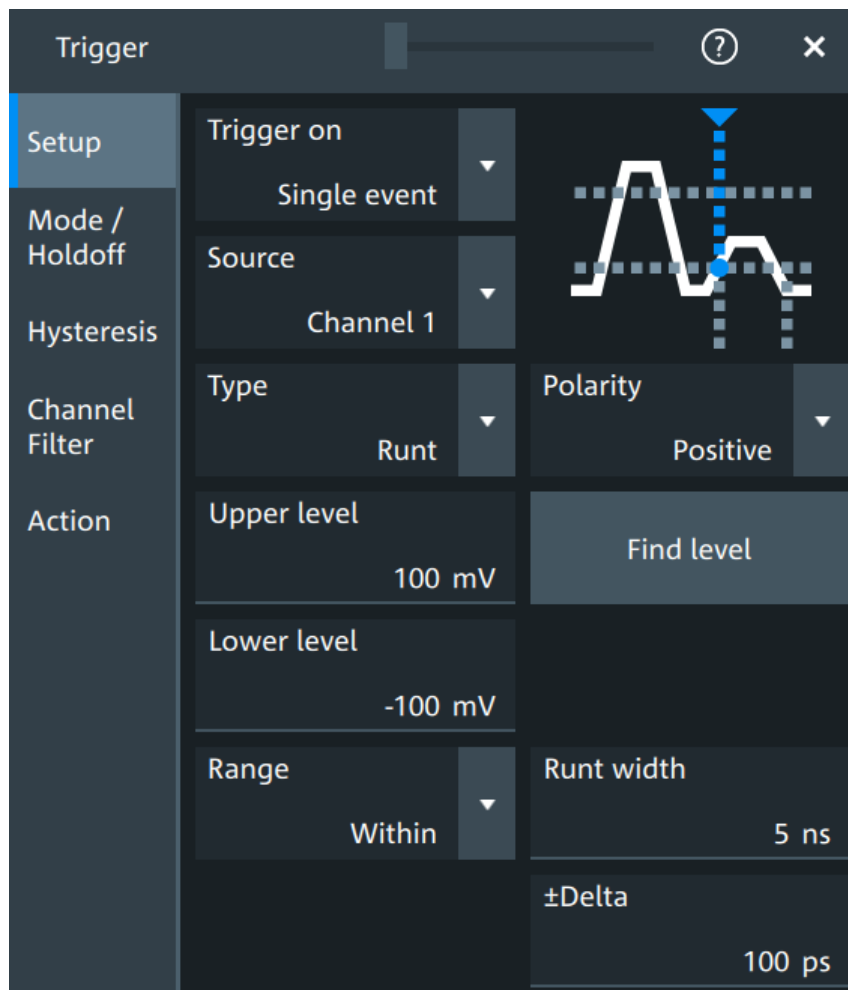 Trigger
?
Setup
Mode /
Holdoff
Hysteresis
Channel
Filter
Action
Trigger on
Single event
Source
Channel 1
Type
Runt
Polarity
Positive
Upper level
100 mV
Find level
Lower level
-100 mV
Range
Within
Runt width
5 ns
±Delta
100 ps